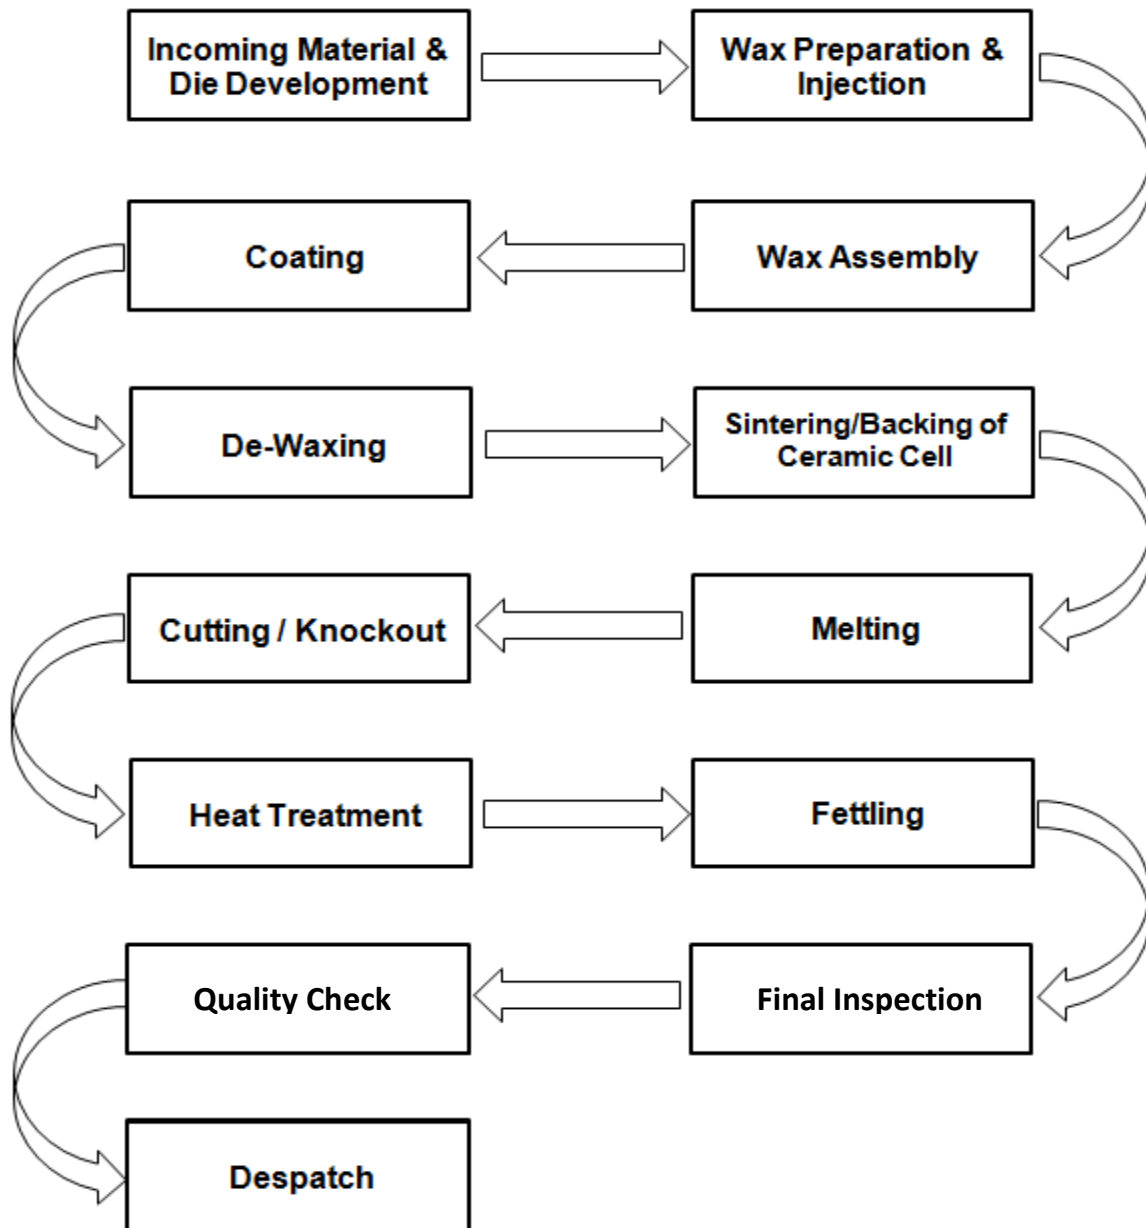 Incoming Material &
Die Development
Wax Preparation &
Injection
Wax Assembly
Coating
De-Waxing
Sintering/Backing of
Ceramic Cell
Melting
Cutting / Knockout
Heat Treatment
Fettling
Final Inspection
Quality Check
Despatch